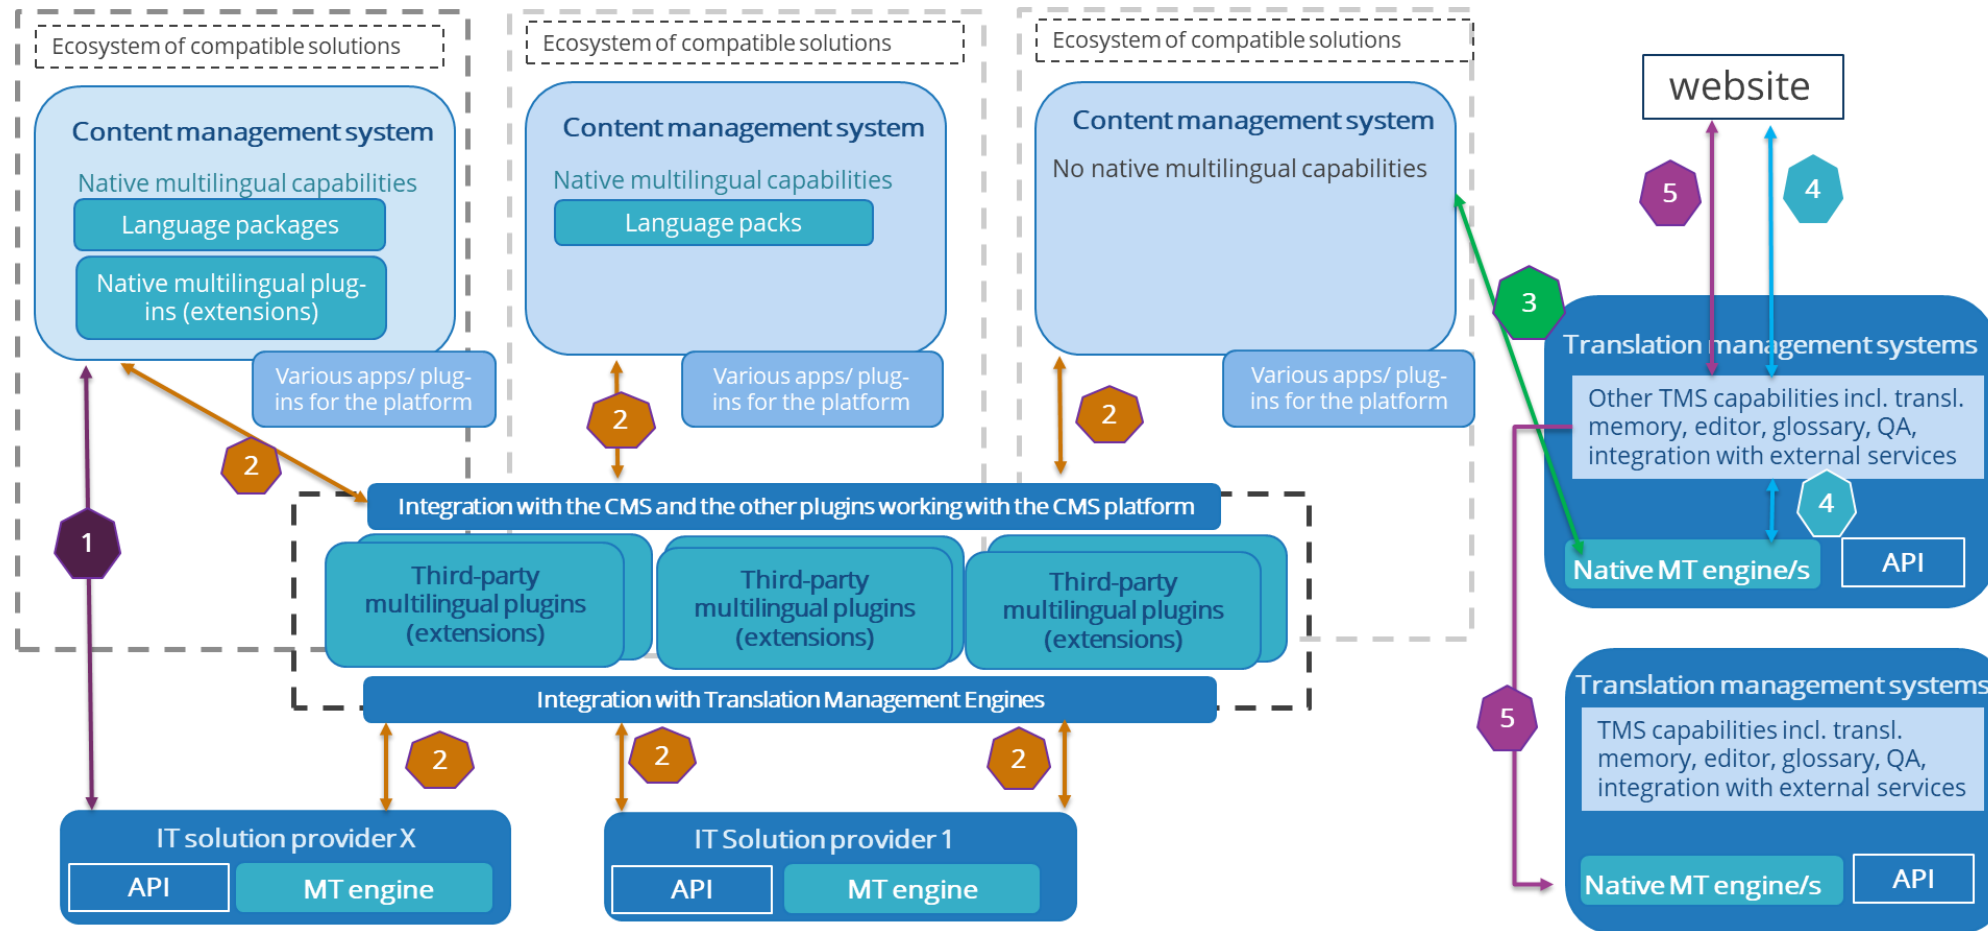 Ecosystem of compatible solutions
Content management system
Native multilingual capabilities
Language packages
Native multilingual plug-
ins (extensions)
Various apps/ plug-
ins for the platform
Ecosystem of compatible solutions
Content management system
Native multilingual capabilities
Language packs
Various apps/ plug-
ins for the platform
Ecosystem of compatible solutions
Content management system
No native multilingual capabilities
Various apps/ plug-
ins for the platform
2
2
2
1
Integration with the CMS and the other plugins working with the CMS platform
Third-party
multilingual plugins
(extensions)
Third-party
multilingual plugins
(extensions)
Third-party
multilingual plugins
(extensions)
Integration with Translation Management Engines
2
2
2
IT solution provider X
API
MT engine
IT Solution provider 1
API
MT engine
website
5
4
3
Translation management systems
Other TMS capabilities incl. transl.
memory, editor, glossary, QA,
integration with external services
4
Native MT engine/s
API
5
Translation management systems
TMS capabilities incl. transl.
memory, editor, glossary, QA,
integration with external services
Native MT engine/s
API